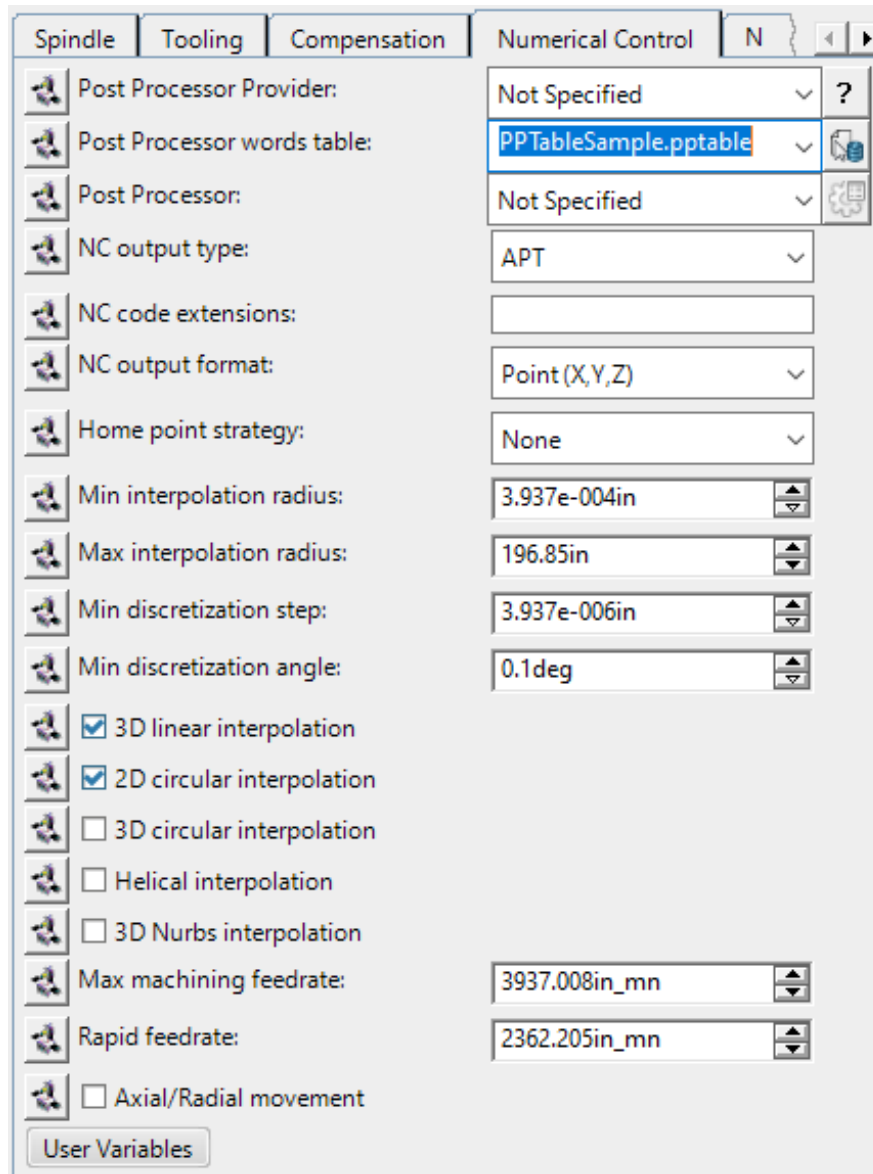 Spindle Tooling Compensation Numerical Control N
Post Processor Provider: Not Specified ?
Post Processor words table: PPTableSample.pptable
Post Processor: Not Specified
NC output type: APT
NC code extensions:
NC output format: Point (X,Y,Z)
Home point strategy: None
Min interpolation radius: 3.937e-004in
Max interpolation radius: 196.85in
Min discretization step: 3.937e-006in
Min discretization angle: 0.1deg
3D linear interpolation
2D circular interpolation
3D circular interpolation
Helical interpolation
3D Nurbs interpolation
Max machining feedrate: 3937.008in_mn
Rapid feedrate: 2362.205in_mn
Axial/Radial movement
User Variables